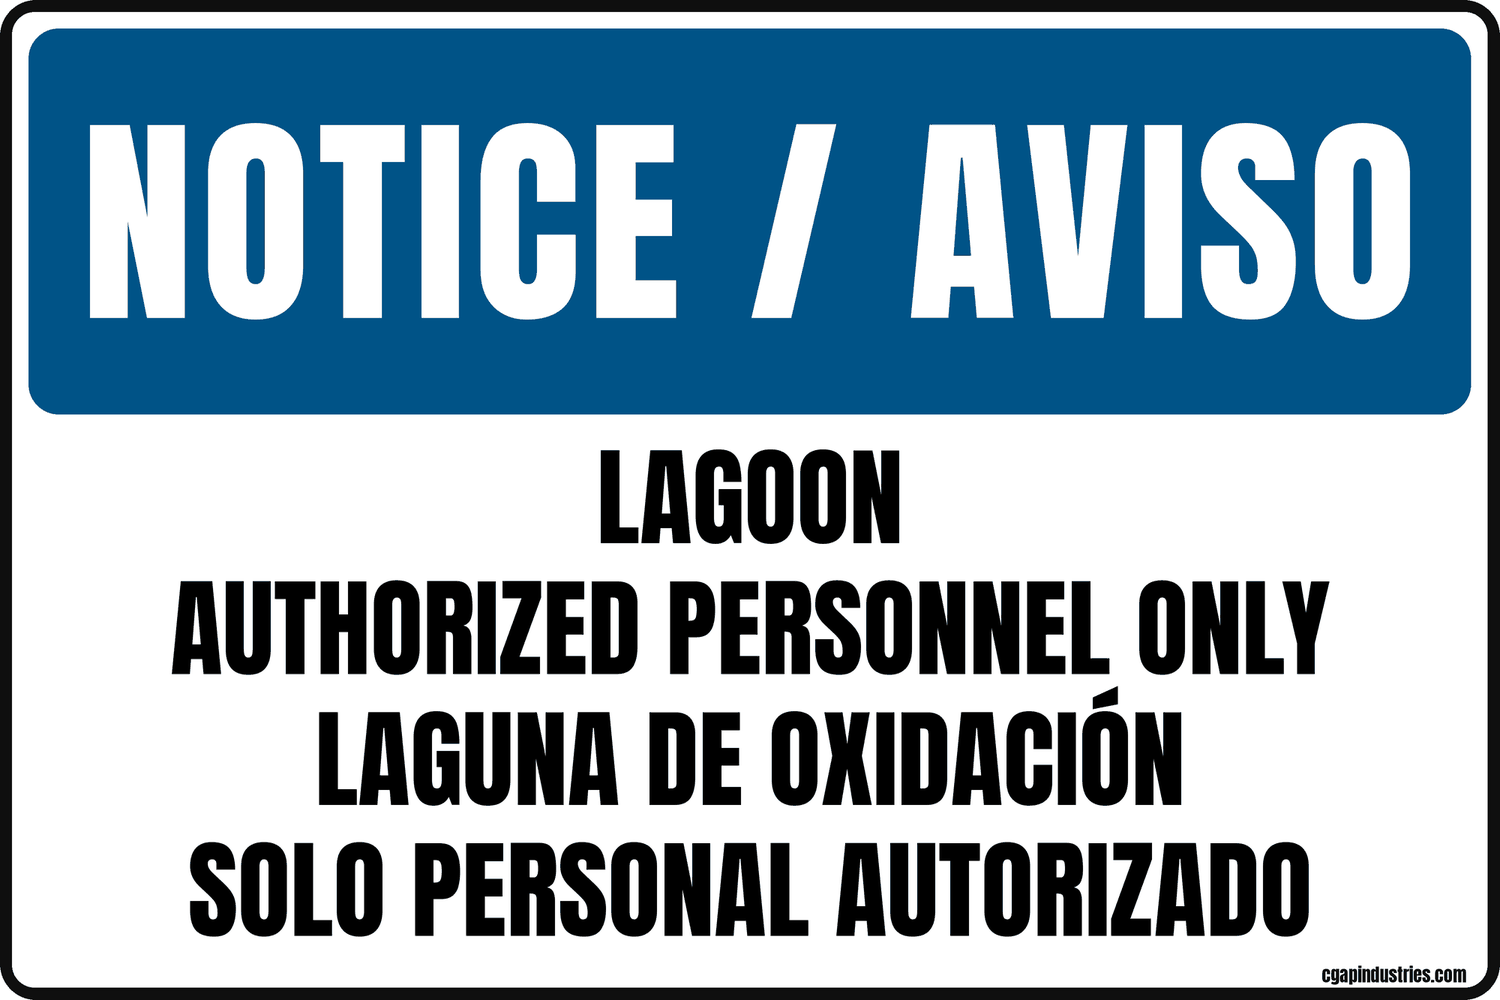 NOTICE / AVISO
LAGOON
AUTHORIZED PERSONNEL ONLY
LAGUNA DE OXIDACIÓN
SOLO PERSONAL AUTORIZADO
cgapindustries.com